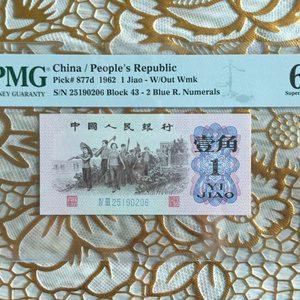 PMG
MONEY GUARANTY
China / People's Republic
Pick# 877d 1962 1 Jiao - W/Out Wmk
S/N 25190206 Block 43 - 2 Blue R. Numerals
6
Super
中國人民銀行
壹角
1
YI
JIAO
Ⅳ Ⅲ 25190206